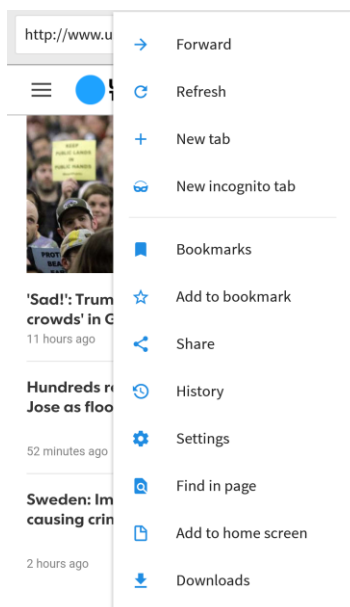 http://www.u
Forward
Refresh
New tab
New incognito tab
Bookmarks
Add to bookmark
Share
History
Settings
Find in page
Add to home screen
Downloads
KEEP
PUBLIC LANDS
IN
PUBLIC HANDS
'Sad!': Trum
crowds' in G
11 hours ago
Hundreds r
Jose as floo
52 minutes ago
Sweden: Im
causing crin
2 hours ago